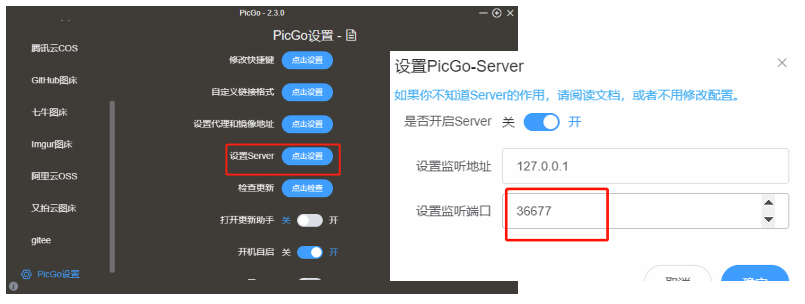 PicGo - 2.3.0
腾讯云COS
GitHub图床
七牛图床
Imgur图床
阿里云OSS
又拍云图床
gitee
PicGo设置
PicGo设置 -
修改快捷键 点击设置
自定义链接格式 点击设置
设置代理和镜像地址 点击设置
设置Server 点击设置
检查更新 点击检查
打开更新助手 关 开
开机自启 关 开
设置PicGo-Server
如果你不知道Server的作用，请阅读文档，或者不用修改配置。
是否开启Server 关 开
设置监听地址 127.0.0.1
设置监听端口 36677
取消 确定